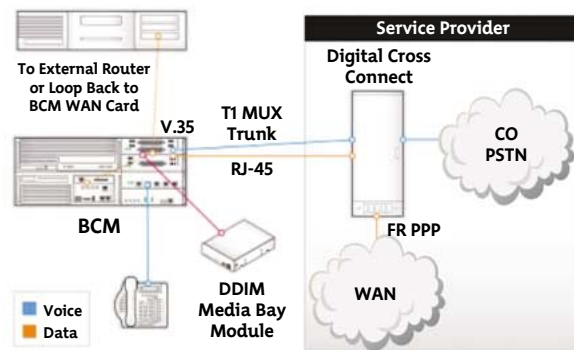 Service Provider
To External Router
or Loop Back to
BCM WAN Card
Digital Cross
Connect
V.35
T1 MUX
Trunk
RJ-45
CO
PSTN
BCM
FR PPP
DDIM
Media Bay
Module
WAN
Voice
Data